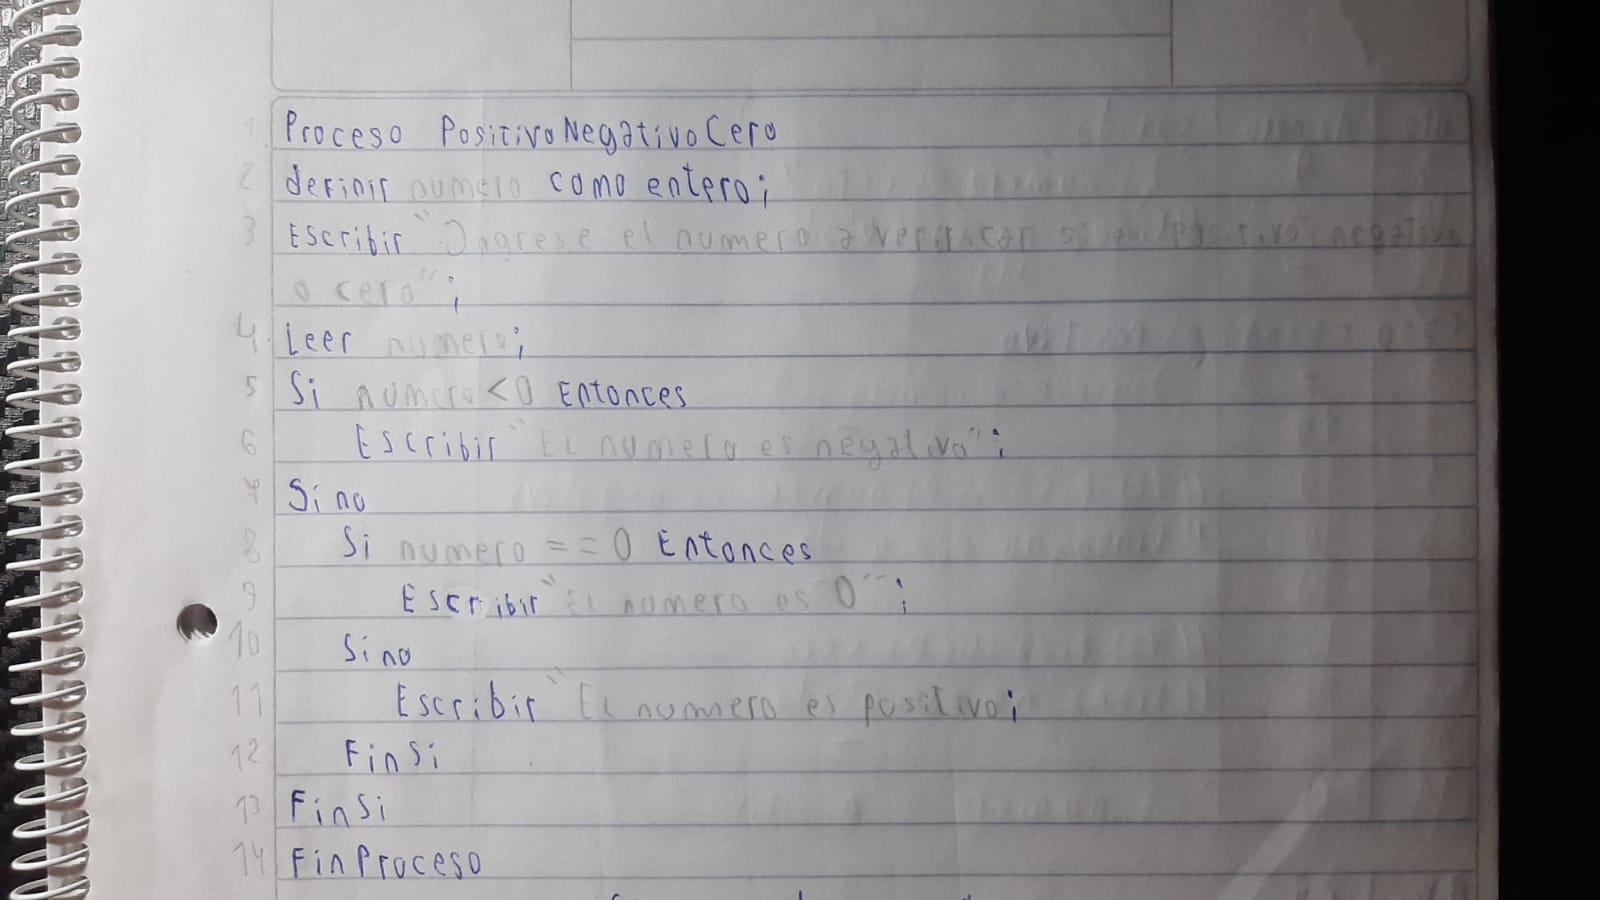 1 Proceso PositivoNegativoCero
2 definir numero como entero;
3 Escribir "Ingrese el numero a verificar si es positivo negativo
o cero";
4. Leer numero;
5 Si numero<0 Entonces
6 Escribir "El numero es negativo";
7 Sino
8 Si numero ==0 Entonces
9 Escribir "El numero es 0";
10 Sino
11 Escribir "El numero es positivo;
12 FinSi
13 FinSi
14 FinProceso